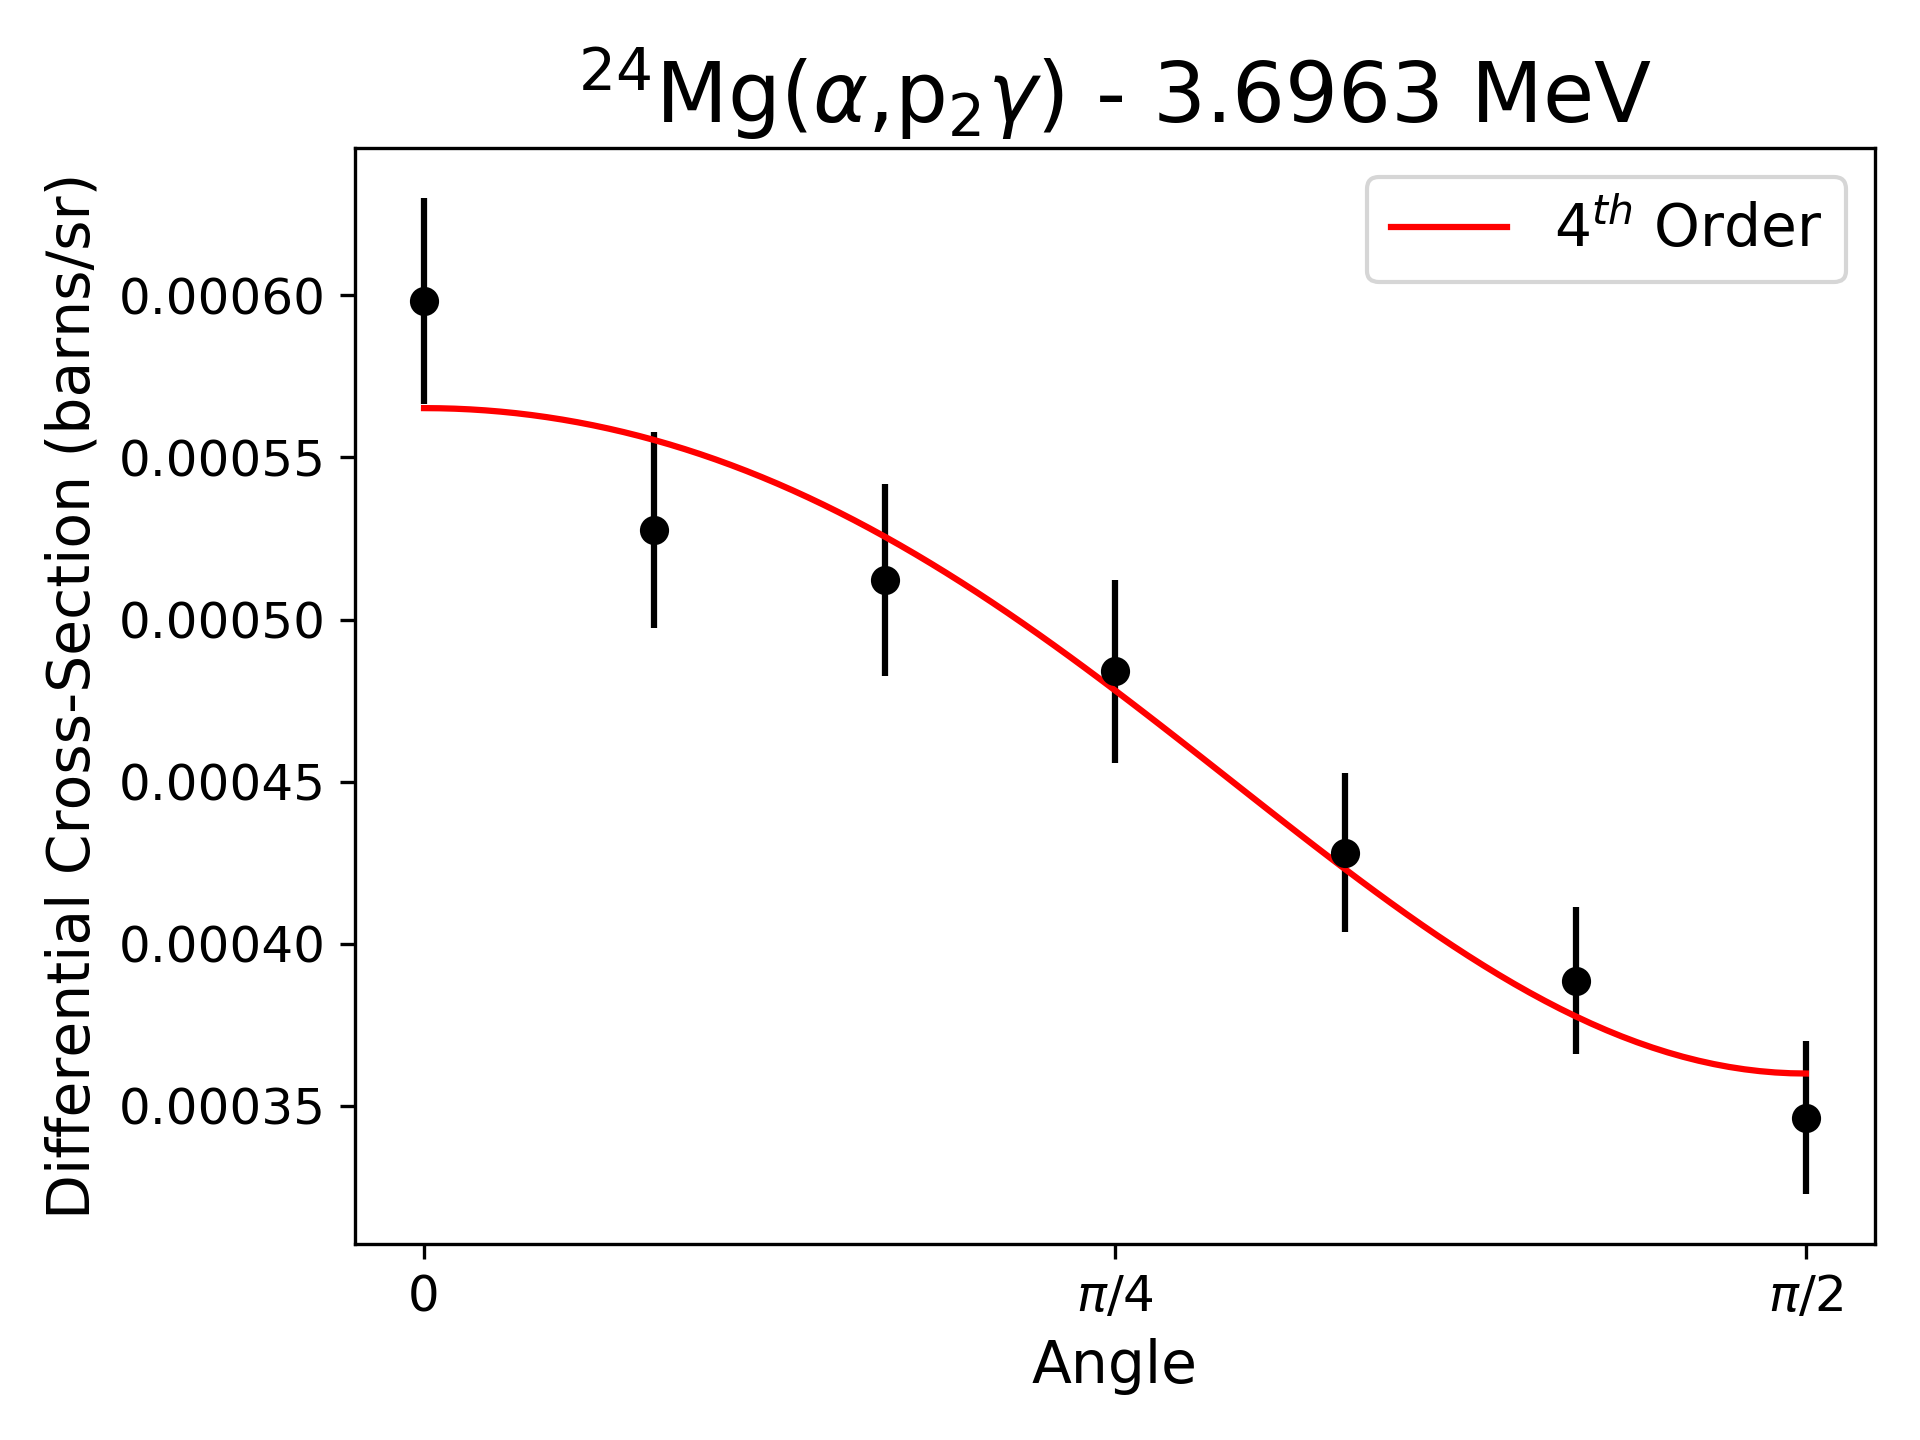 ²⁴Mg(α,p₂γ) - 3.6963 MeV
4ᵗʰ Order
Differential Cross-Section (barns/sr)
0.00060
0.00055
0.00050
0.00045
0.00040
0.00035
0 π/4 π/2
Angle